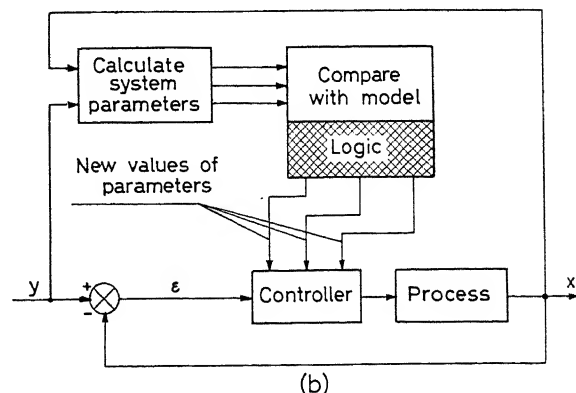 Calculate
system
parameters
Compare
with model
Logic
New values of
parameters
y
+
-
ε
Controller
Process
x
(b)